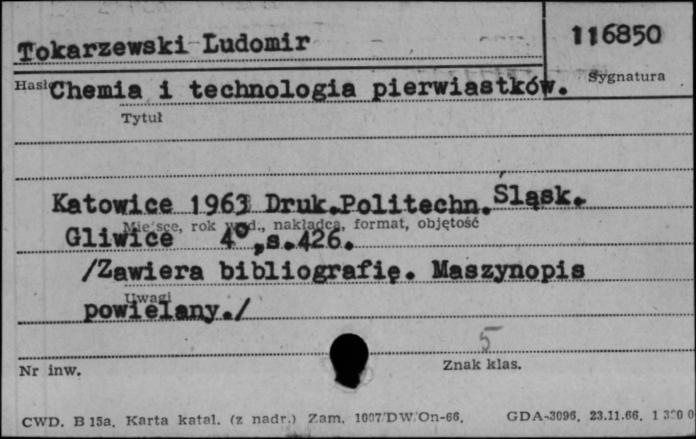 Tokarzewski Ludomir
116850
Sygnatura
Hasło
Chemia i technologia pierwiastków.
Tytuł
Katowice 1963 Druk.Politechn.Śląsk.
Miejsce, rok wyd., nakładca, format, objętość
Gliwice 4°,s.426.
/Zawiera bibliografię. Maszynopis
Uwagi
powielany./
5
Nr inw.
Znak klas.
CWD. B 15a. Karta katal. (z nadr.) Zam. 1007/DW/On-66. GDA-3096. 23.11.66.